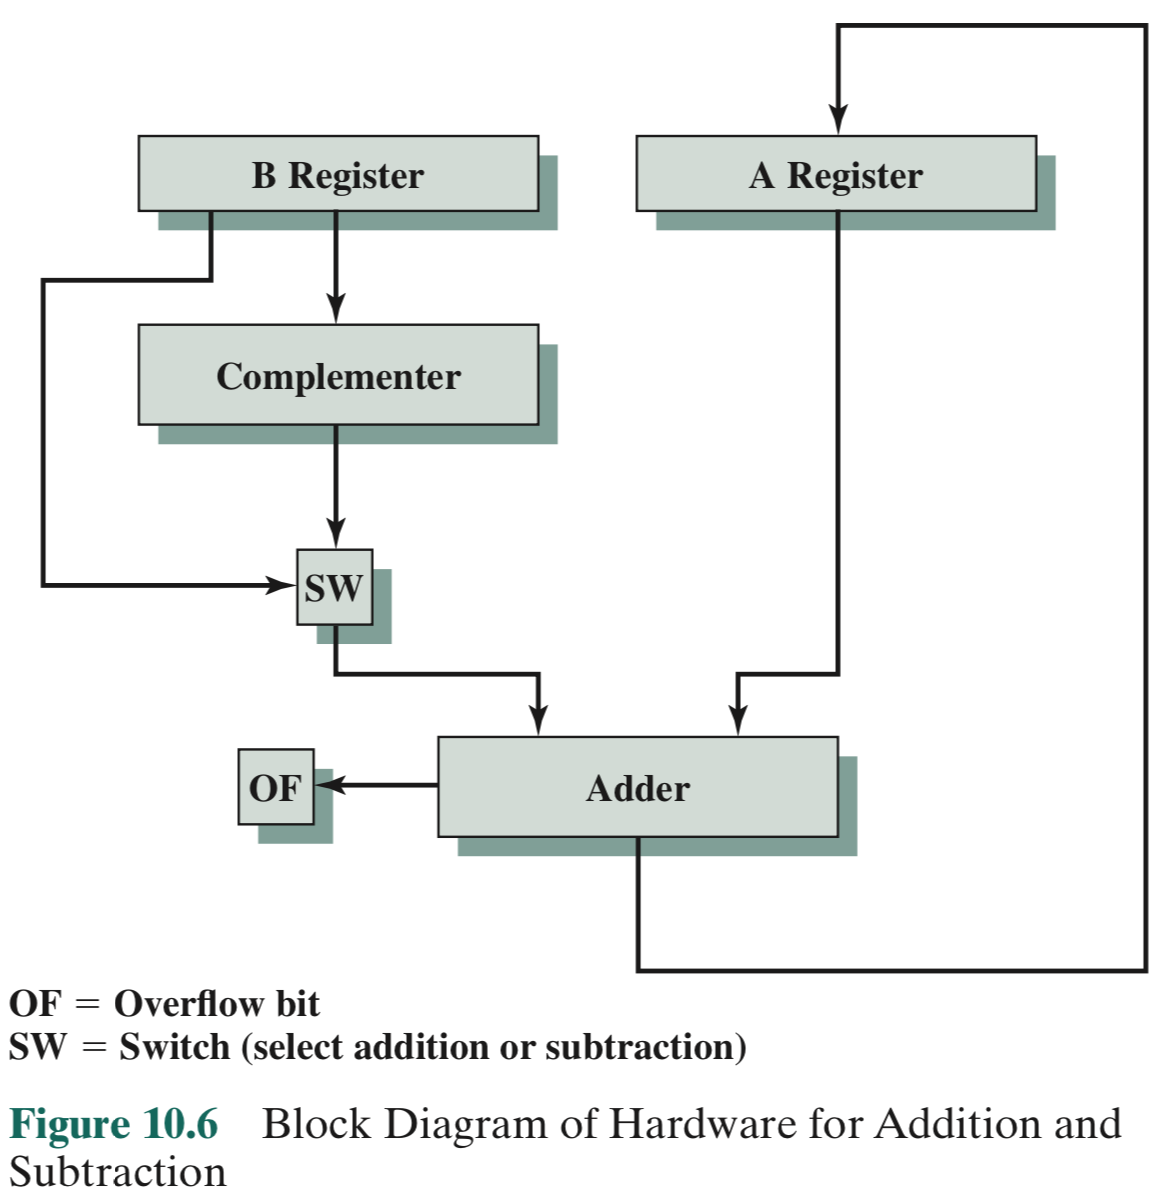 B Register
A Register
Complementer
SW
OF
Adder
OF = Overflow bit
SW = Switch (select addition or subtraction)
Figure 10.6 Block Diagram of Hardware for Addition and
Subtraction